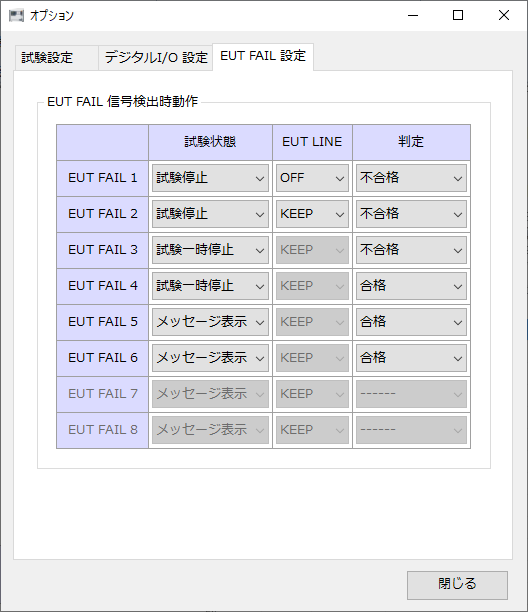 オプション
試験設定 デジタルI/O 設定 EUT FAIL 設定
EUT FAIL 信号検出時動作
試験状態 EUT LINE 判定
EUT FAIL 1 試験停止 OFF 不合格
EUT FAIL 2 試験停止 KEEP 不合格
EUT FAIL 3 試験一時停止 KEEP 不合格
EUT FAIL 4 試験一時停止 KEEP 合格
EUT FAIL 5 メッセージ表示 KEEP 合格
EUT FAIL 6 メッセージ表示 KEEP 合格
EUT FAIL 7 メッセージ表示 KEEP ------
EUT FAIL 8 メッセージ表示 KEEP ------
閉じる